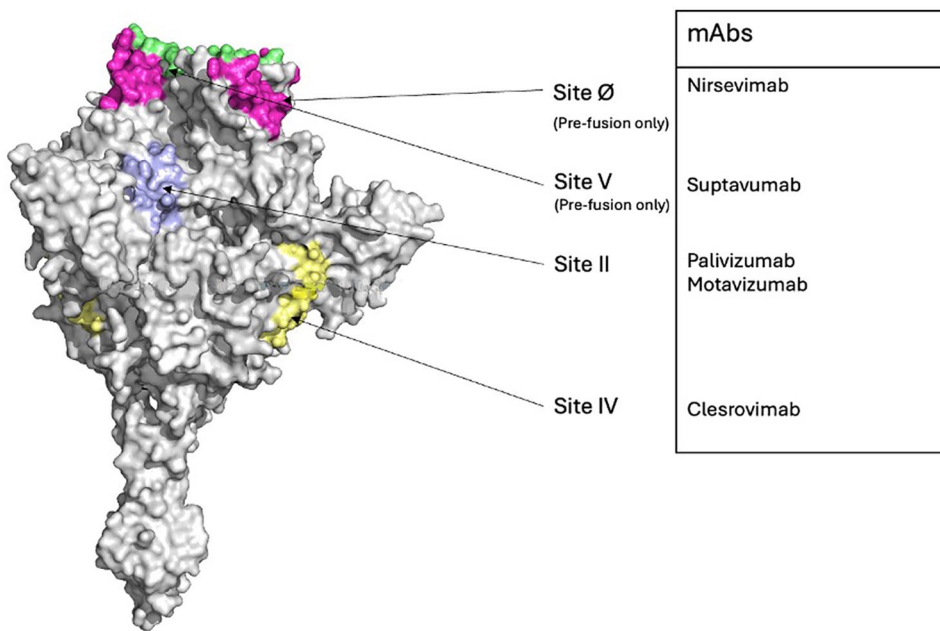 mAbs
Site Ø
(Pre-fusion only)
Nirsevimab
Site V
(Pre-fusion only)
Suptavumab
Site II
Palivizumab
Motavizumab
Site IV
Clesrovimab